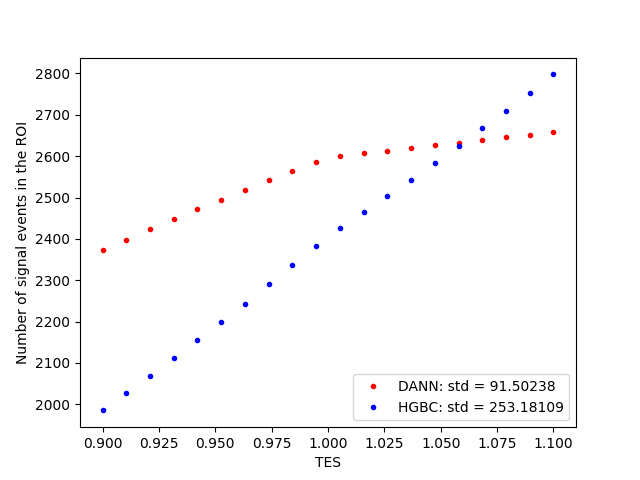 2800
2700
2600
2500
2400
2300
2200
2100
2000
Number of signal events in the ROI
DANN: std = 91.50238
HGBC: std = 253.18109
0.900 0.925 0.950 0.975 1.000 1.025 1.050 1.075 1.100
TES